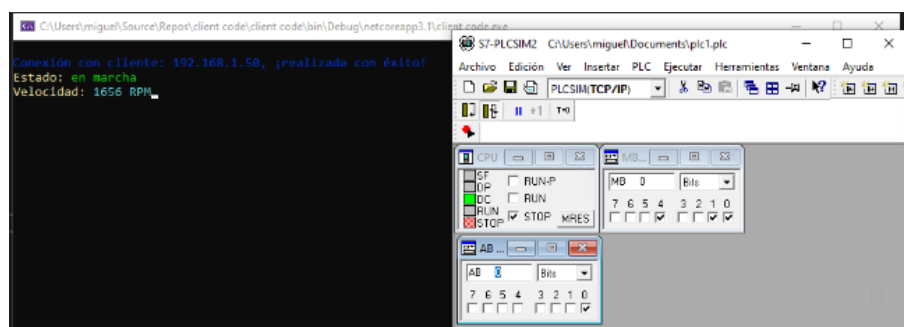 C:\Users\miguel\Source\Repos\client code\client code\bin\Debug\netcoreapp3.1\client code.exe
Conexión con cliente: 192.168.1.50, ¡realizada con éxito!
Estado: en marcha
Velocidad: 1656 RPM
S7-PLCSIM2 C:\Users\miguel\Documents\plc1.plc
Archivo Edición Ver Insertar PLC Ejecutar Herramientas Ventana Ayuda
PLCSIM(TCP/IP)
+1 T=0
CPU
SF
DP
DC
RUN
STOP
RUN-P
RUN
STOP MRES
MB...
MB 0 Bits
7 6 5 4 3 2 1 0
AB ...
AB 0 Bits
7 6 5 4 3 2 1 0